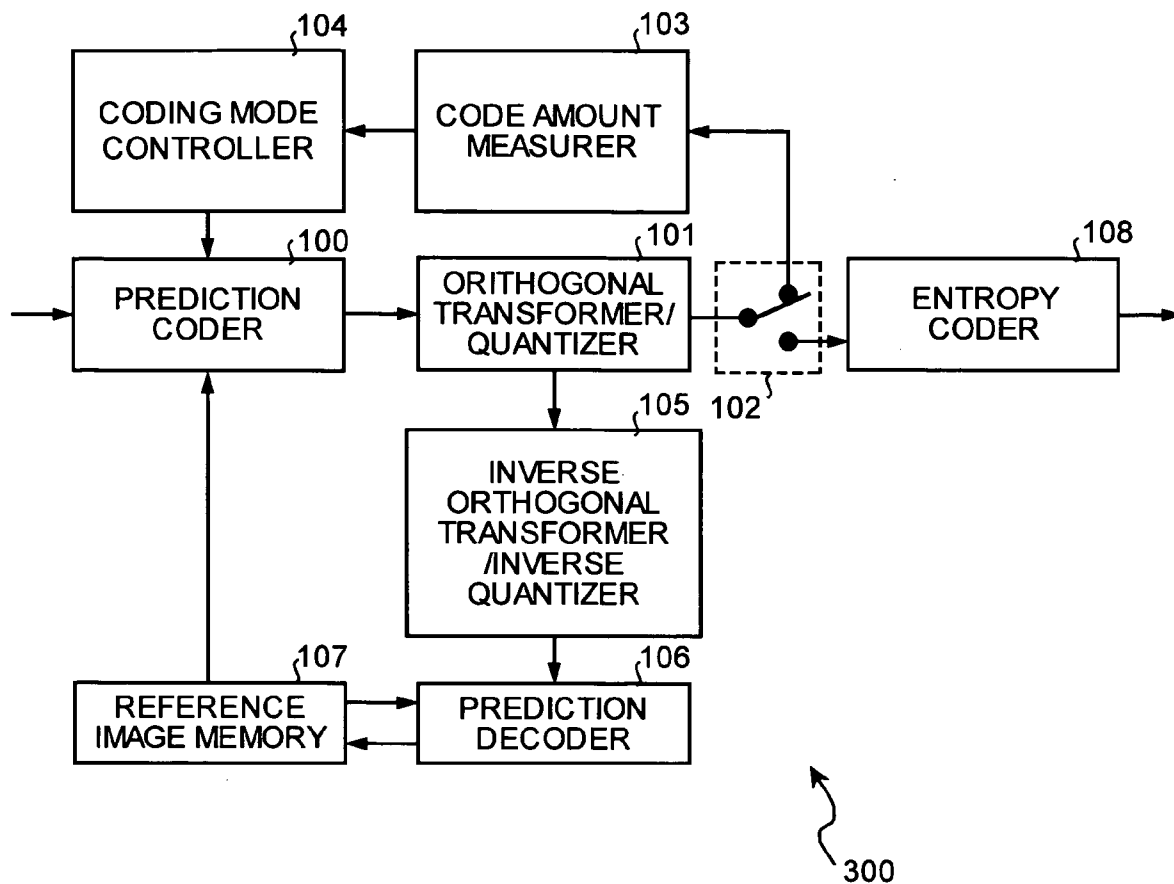 104
CODING MODE
CONTROLLER
103
CODE AMOUNT
MEASURER
100
PREDICTION
CODER
101
ORITHOGONAL
TRANSFORMER/
QUANTIZER
102
108
ENTROPY
CODER
105
INVERSE
ORTHOGONAL
TRANSFORMER
/INVERSE
QUANTIZER
107
REFERENCE
IMAGE MEMORY
106
PREDICTION
DECODER
300